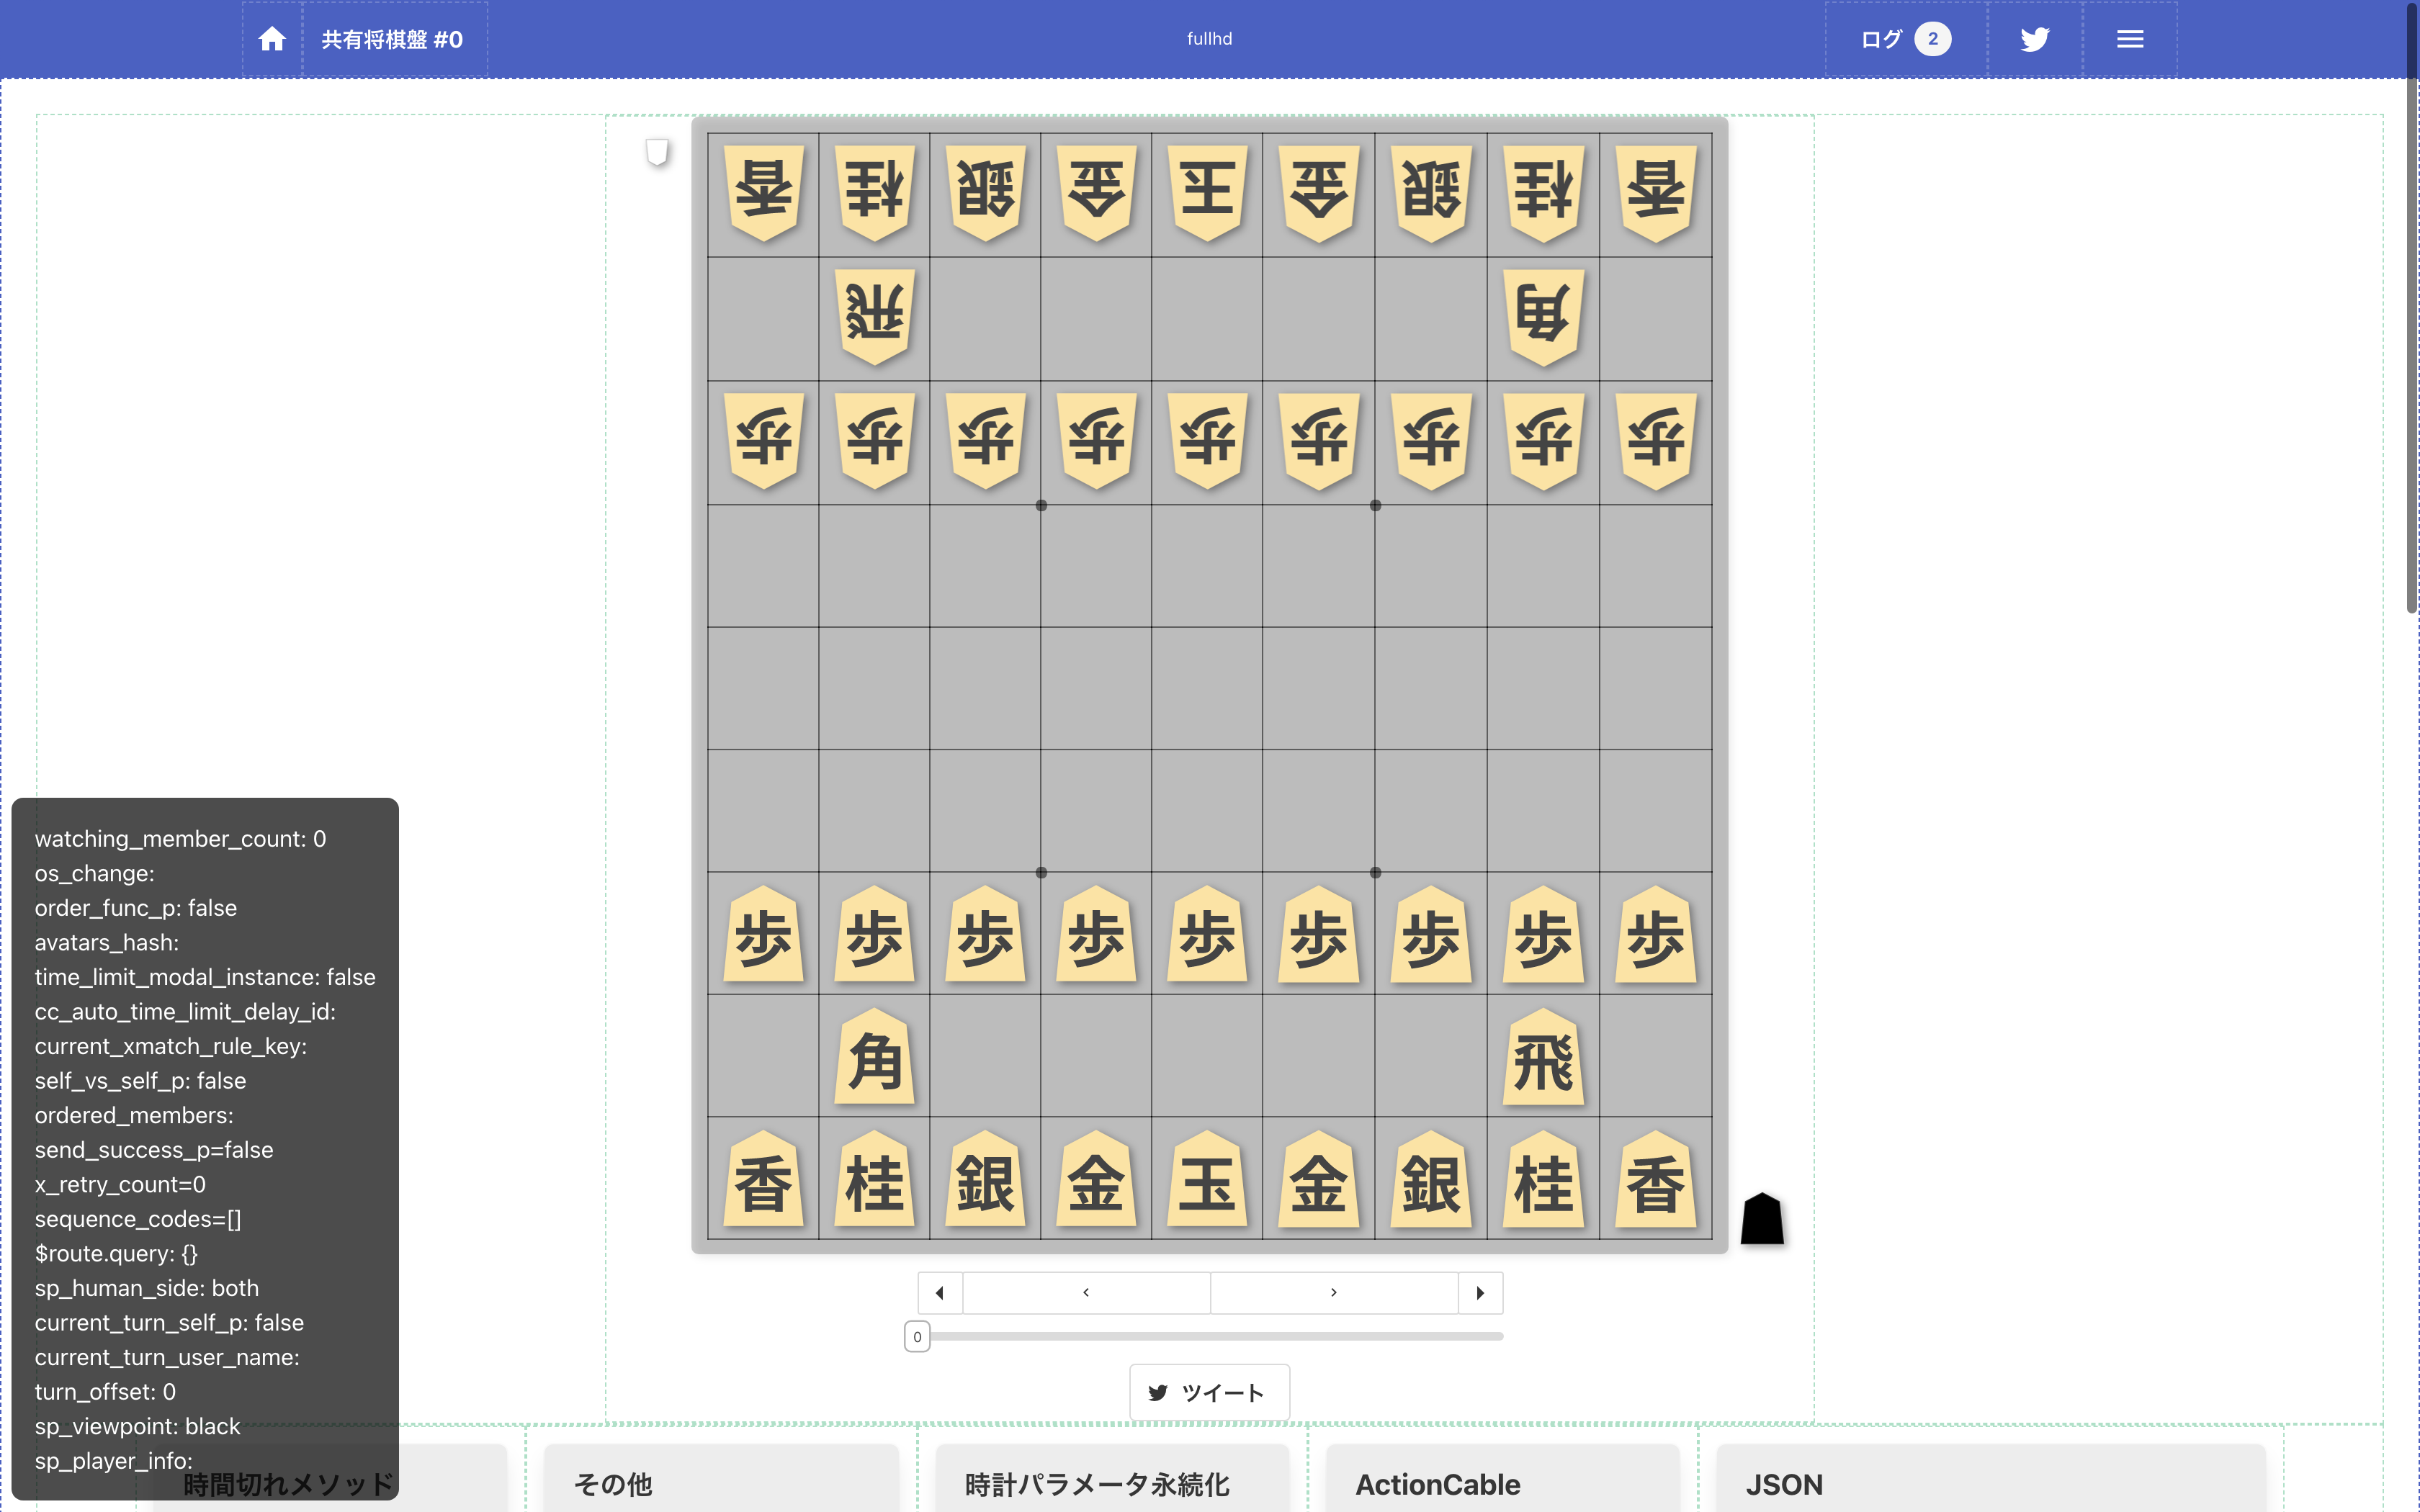 共有将棋盤 #0
fullhd
ログ 2
香桂銀金玉金銀桂香
飛角
歩歩歩歩歩歩歩歩歩
歩歩歩歩歩歩歩歩歩
角飛
香桂銀金玉金銀桂香
0
ツイート
watching_member_count: 0
os_change:
order_func_p: false
avatars_hash:
time_limit_modal_instance: false
cc_auto_time_limit_delay_id:
current_xmatch_rule_key:
self_vs_self_p: false
ordered_members:
send_success_p=false
x_retry_count=0
sequence_codes=[]
$route.query: {}
sp_human_side: both
current_turn_self_p: false
current_turn_user_name:
turn_offset: 0
sp_viewpoint: black
sp_player_info:
時間切れメソッド
その他
時計パラメータ永続化
ActionCable
JSON